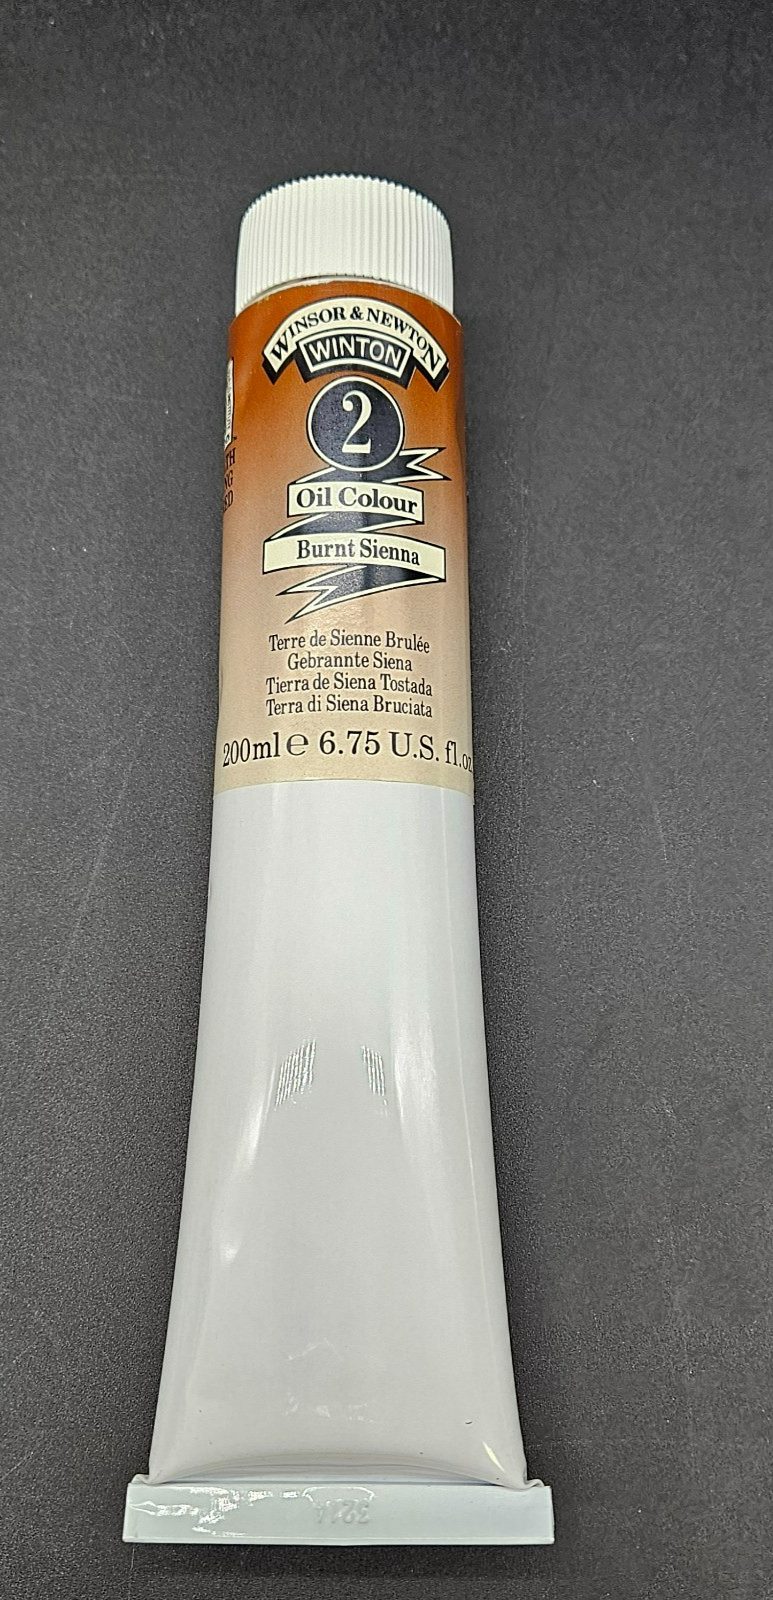 WINSOR & NEWTON
WINTON
2
Oil Colour
Burnt Sienna
Terre de Sienne Brulée
Gebrannte Siena
Tierra de Siena Tostada
Terra di Siena Bruciata
200ml e 6.75 U.S. fl.oz